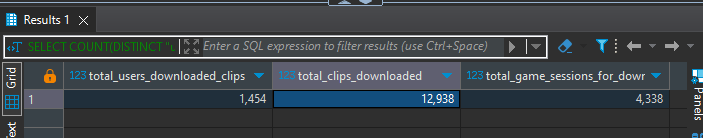 Results 1
SELECT COUNT(DISTINCT "u Enter a SQL expression to filter results (use Ctrl+Space)
Grid
123 total_users_downloaded_clips 123 total_clips_downloaded 123 total_game_sessions_for_dowr
1 1,454 12,938 4,338
Text
Panels